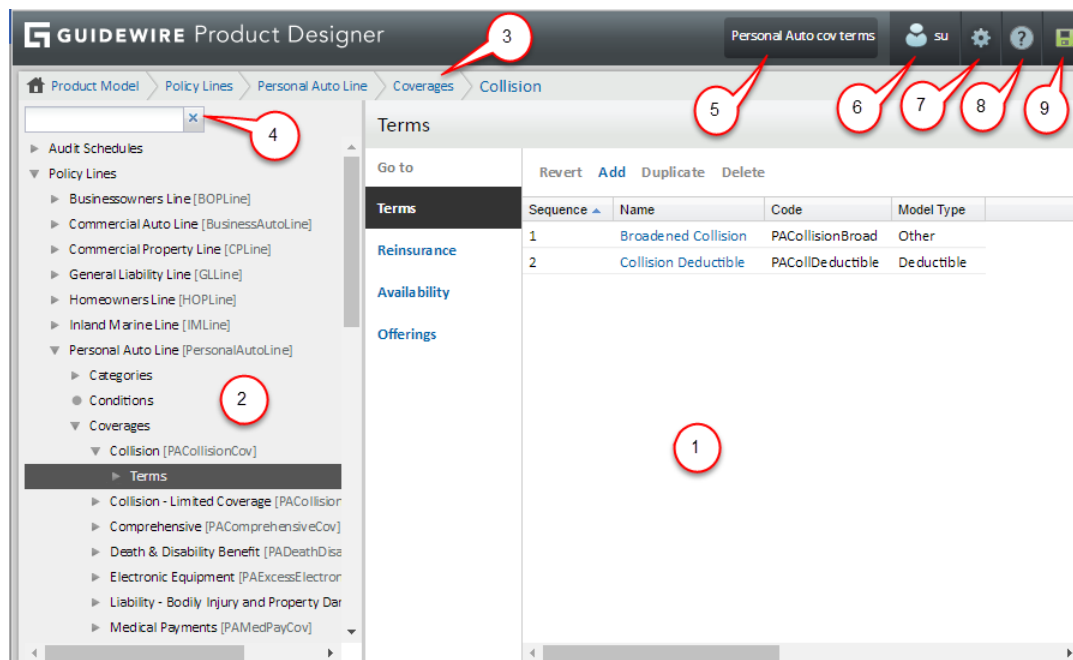 GUIDEWIRE Product Designer
3
Personal Auto cov terms
su
Product Model Policy Lines Personal Auto Line Coverages Collision
5
6
7
8
9
4
Terms
Audit Schedules
Policy Lines
Businessowners Line [BOPLine]
Commercial Auto Line [BusinessAutoLine]
Commercial Property Line [CPLine]
General Liability Line [GLLine]
Homeowners Line [HOPLine]
Inland Marine Line [IMLine]
Personal Auto Line [PersonalAutoLine]
Categories
Conditions
2
Coverages
Collision [PACollisionCov]
Terms
Collision - Limited Coverage [PACollision
Comprehensive [PAComprehensiveCov]
Death & Disability Benefit [PADeathDisa
Electronic Equipment [PAExcessElectron
Liability - Bodily Injury and Property Dam
Medical Payments [PAMedPayCov]
Go to
Terms
Reinsurance
Availability
Offerings
Revert Add Duplicate Delete
Sequence Name Code Model Type
1 Broadened Collision PACollisionBroad Other
2 Collision Deductible PACollDeductible Deductible
1